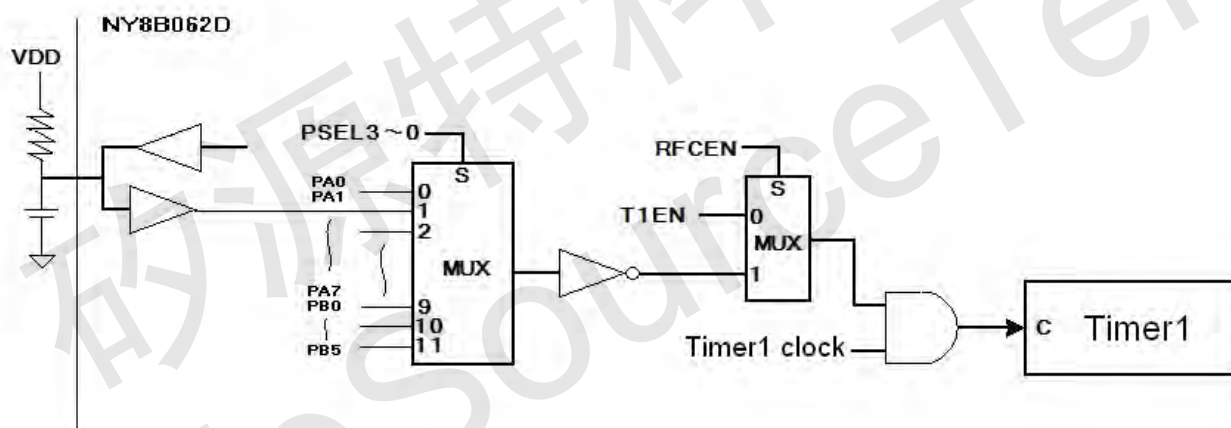 NY8B062D
VDD
PSEL3~0
RFCEN
S
S
PA0
0
PA1
1
T1EN
0
2
MUX
MUX
1
PA7
PB0
9
10
PB5
11
Timer1 clock
C
Timer1
矽源特科
eSourceTe